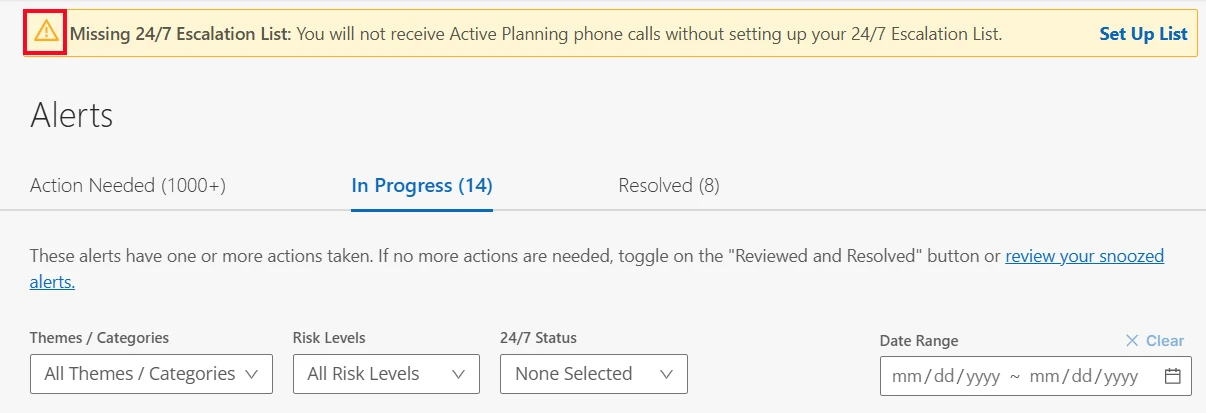 Missing 24/7 Escalation List: You will not receive Active Planning phone calls without setting up your 24/7 Escalation List. Set Up List
Alerts
Action Needed (1000+) In Progress (14) Resolved (8)
These alerts have one or more actions taken. If no more actions are needed, toggle on the "Reviewed and Resolved" button or review your snoozed
alerts.
Themes / Categories Risk Levels 24/7 Status Date Range Clear
All Themes / Categories All Risk Levels None Selected mm/dd/yyyy ~ mm/dd/yyyy